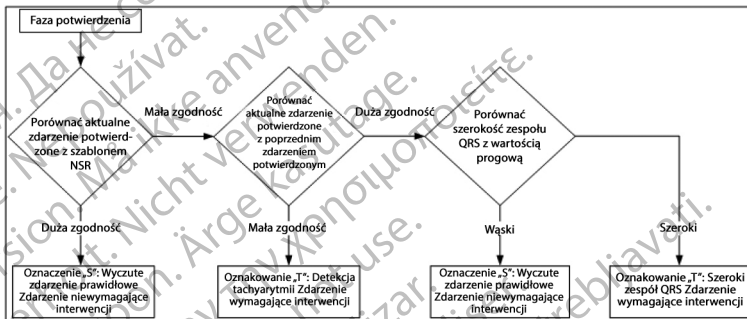 Faza potwierdzenia
Porównać aktualne
zdarzenie potwierd-
zone z szablonem
NSR
Mała zgodność
Porównać
aktualne zdarzenie
potwierdzone
z poprzednim
zdarzeniem
potwierdzonym
Duża zgodność
Porównać
szerokość zespołu
QRS z wartością
progową
Duża zgodność
Mała zgodność
Wąski
Szeroki
Oznaczenie „S”: Wyczute
zdarzenie prawidłowe
Zdarzenie niewymagające
interwencji
Oznakowanie „T”: Detekcja
tachyarytmii Zdarzenie
wymagające interwencji
Oznaczenie „S”: Wyczute
zdarzenie prawidłowe
Zdarzenie niewymagające
interwencji
Oznakowanie „T”: Szeroki
zespół QRS Zdarzenie
wymagające interwencji